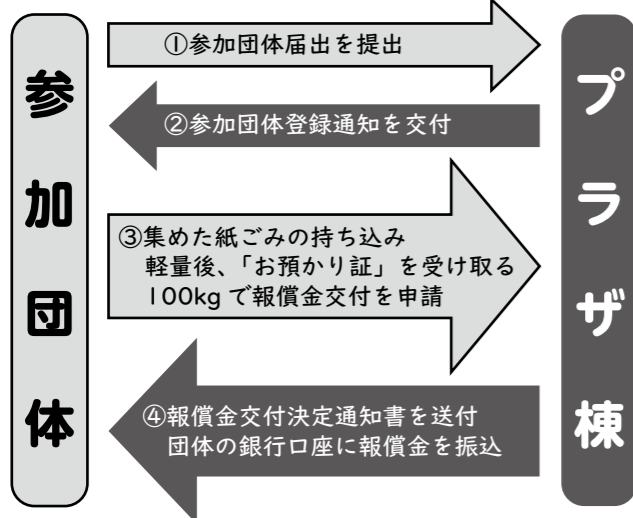 参加団体
①参加団体届出を提出
②参加団体登録通知を交付
③集めた紙ごみの持ち込み
軽量後、「お預かり証」を受け取る
100kgで報償金交付を申請
④報償金交付決定通知書を送付
団体の銀行口座に報償金を振込
プラザ棟